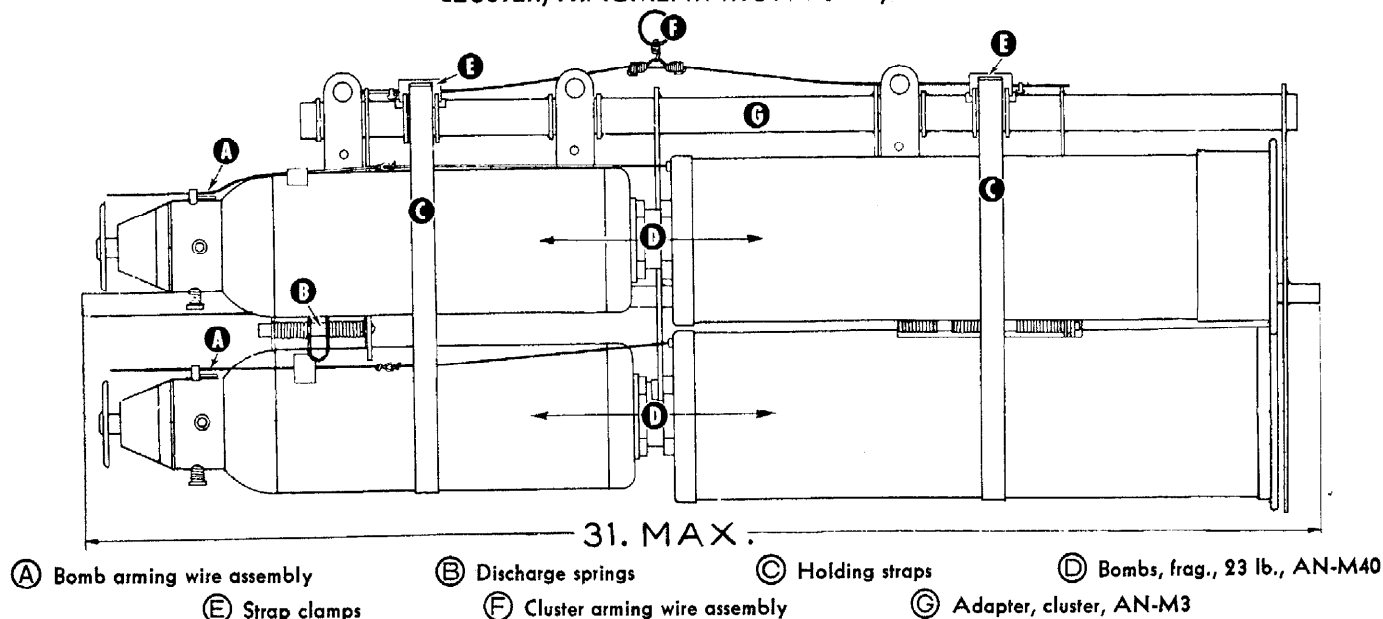 F
E
E
G
A
C
C
D
B
A
D
31. MAX.
A Bomb arming wire assembly B Discharge springs C Holding straps D Bombs, frag., 23 lb., AN-M40
E Strap clamps F Cluster arming wire assembly G Adapter, cluster, AN-M3